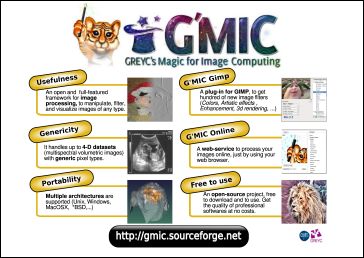 G'MIC
GREYC's Magic for Image Computing
Usefulness
An open and full-featured
framework for image
processing, to manipulate, filter,
and visualize images of any type.
Genericity
It handles up to 4-D datasets
(multispectral volumetric images)
with generic pixel types.
Portability
Multiple architectures are
supported (Unix, Windows,
MacOSX, *BSD,...)
G'MIC Gimp
A plug-in for GIMP, to get
hundred of new image filters
(Colors, Artistic effects,
Enhancement, 3d rendering, ...)
G'MIC Online
A web-service to process your
images online, just by using your
web browser.
Free to use
An open-source project, free
to download and to use. Get
the quality of professional
softwares at no costs.
http://gmic.sourceforge.net
GREYC